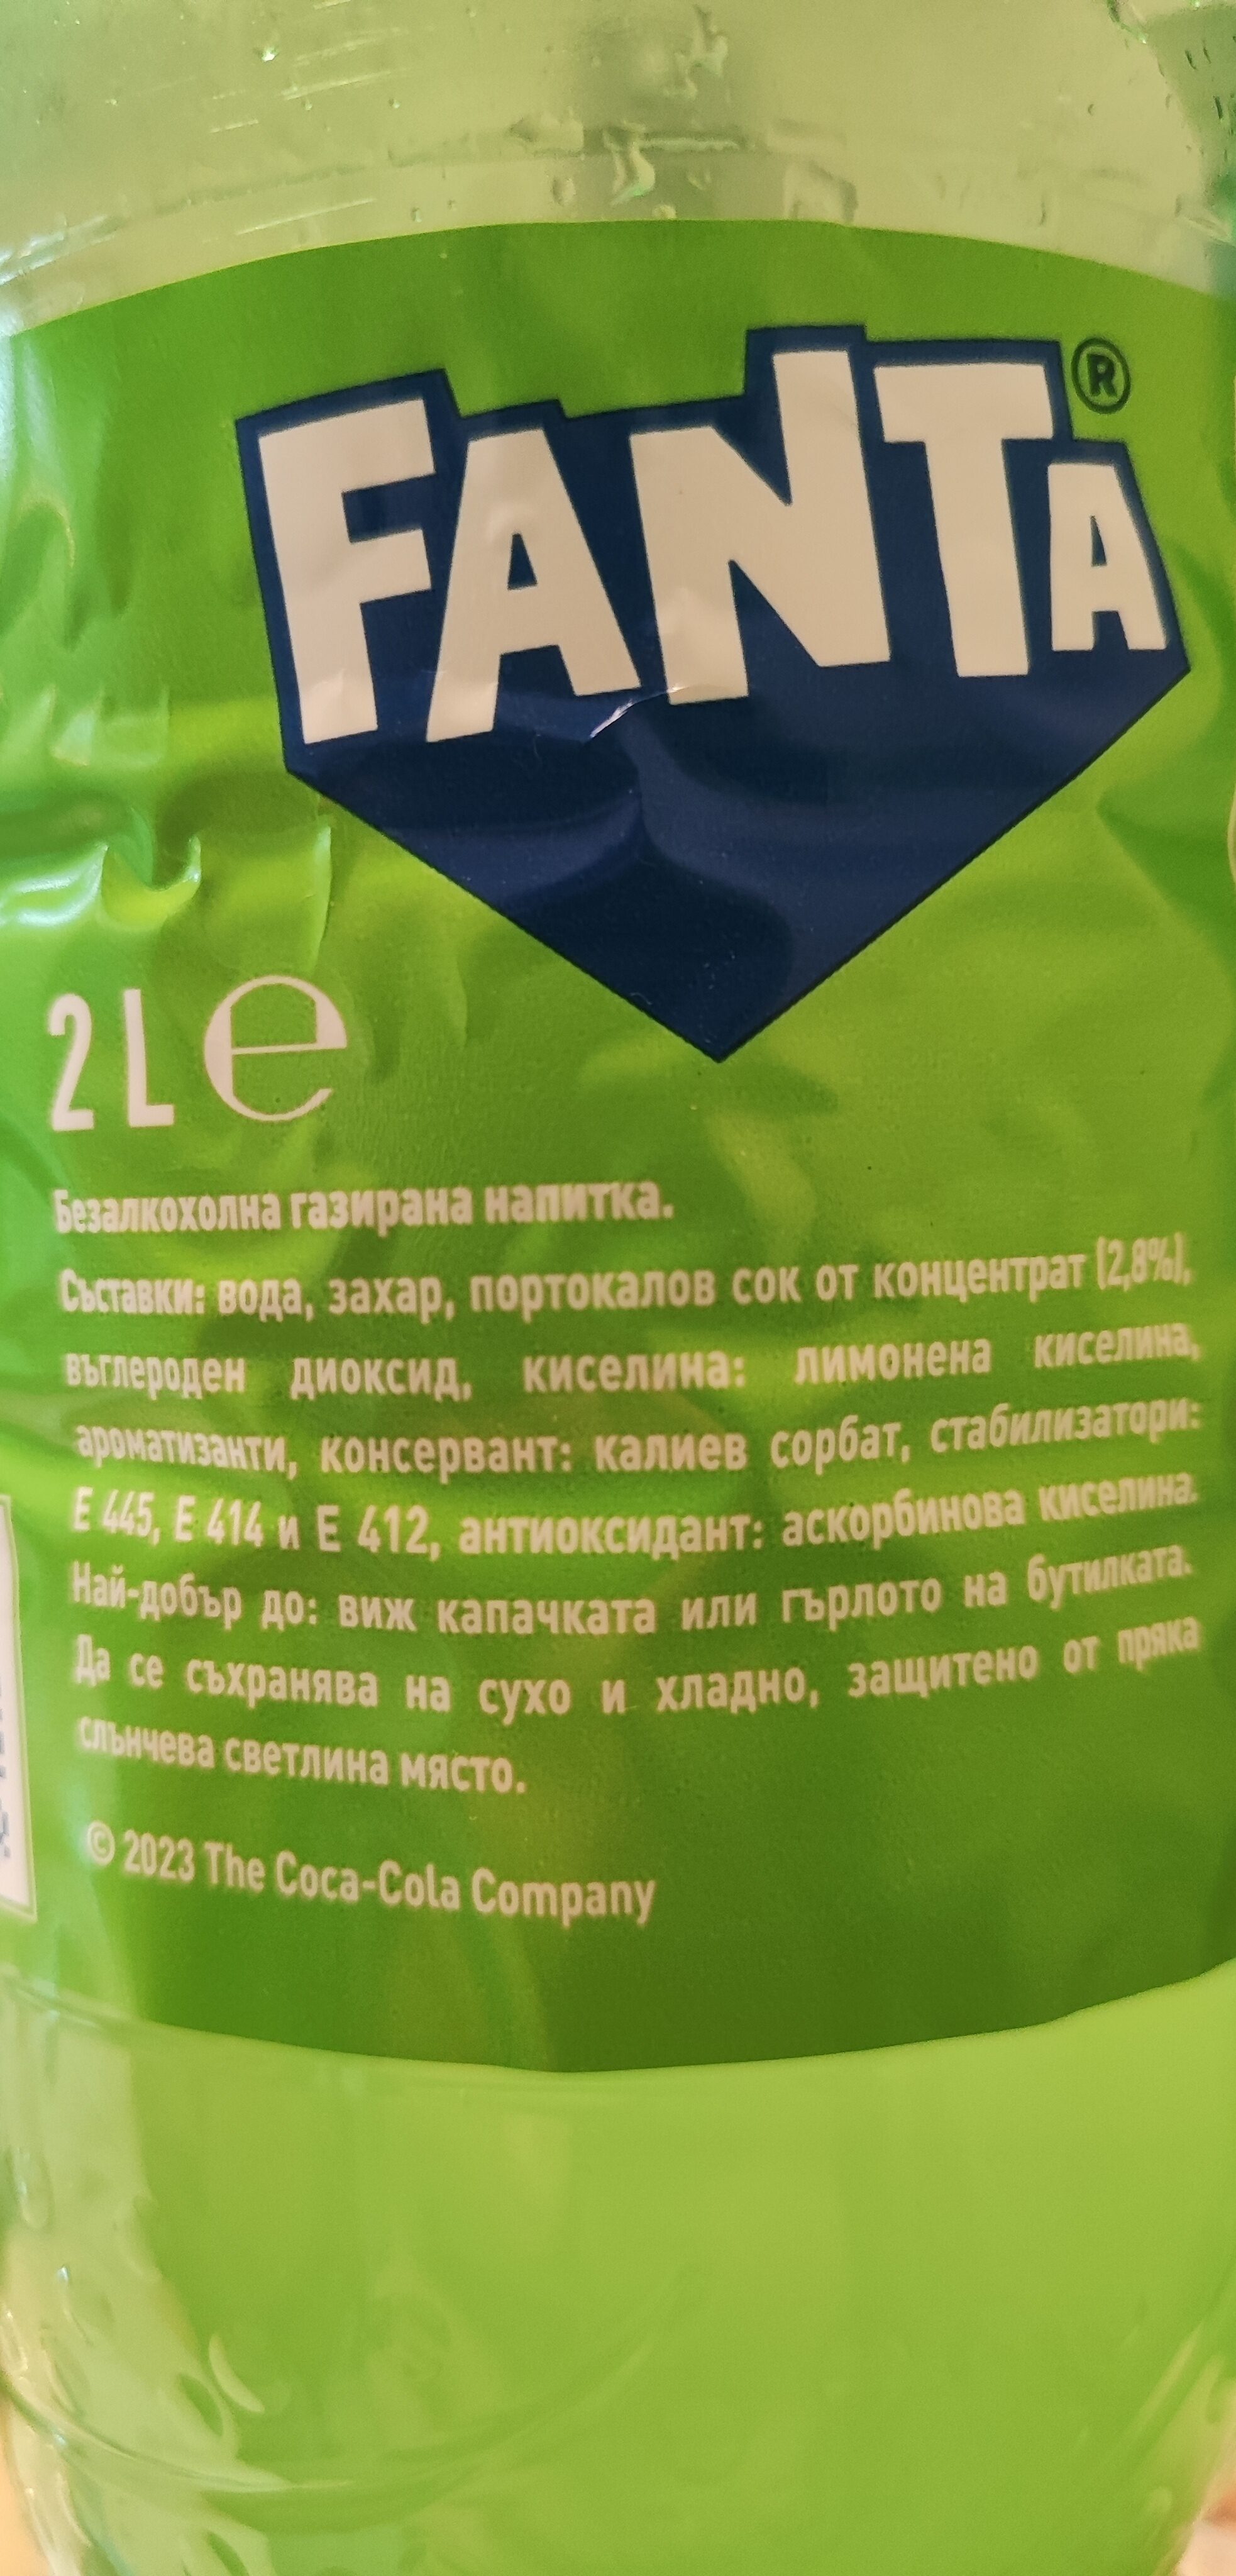 FANTA®
2 L e
Безалкохолна газирана напитка.
Съставки: вода, захар, портокалов сок от концентрат (2,8%),
въглероден диоксид, киселина: лимонена киселина,
ароматизанти, консервант: калиев сорбат, стабилизатори:
E 445, E 414 и E 412, антиоксидант: аскорбинова киселина.
Най-добър до: виж капачката или гърлото на бутилката.
Да се съхранява на сухо и хладно, защитено от пряка
слънчева светлина място.
© 2023 The Coca-Cola Company